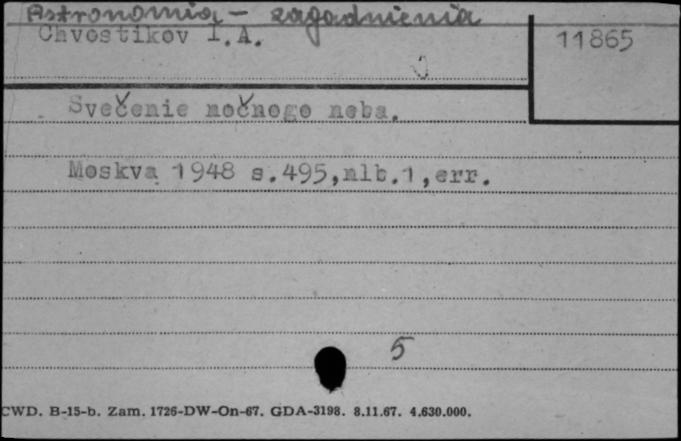 Astronomia - zagadnienia
Chvostikov I.A.
11865
Svečenie nočnogo neba.
Moskva 1948 s.495,nlb.1,err.
5
CWD. B-15-b. Zam. 1726-DW-On-67. GDA-3198. 8.11.67. 4.630.000.